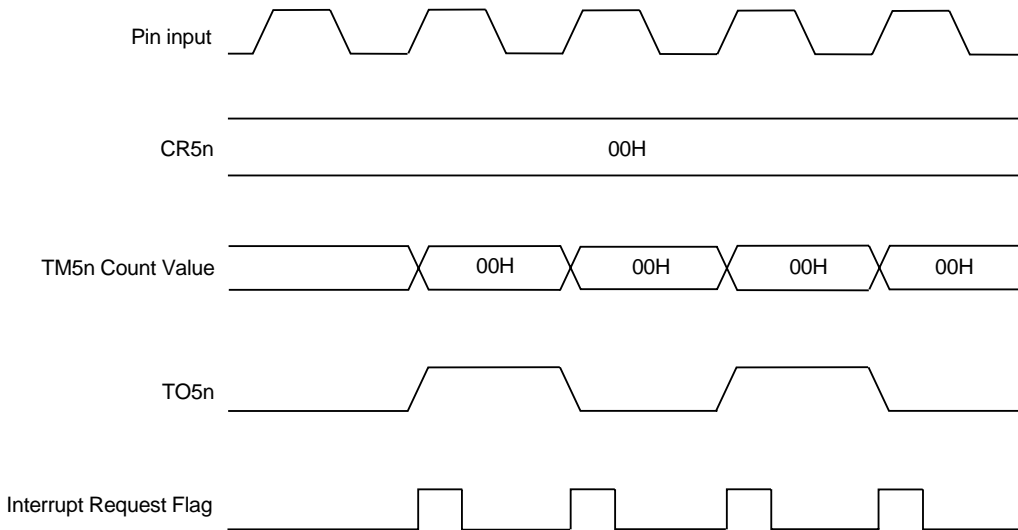 Pin input
CR5n
00H
TM5n Count Value
00H 00H 00H 00H
TO5n
Interrupt Request Flag